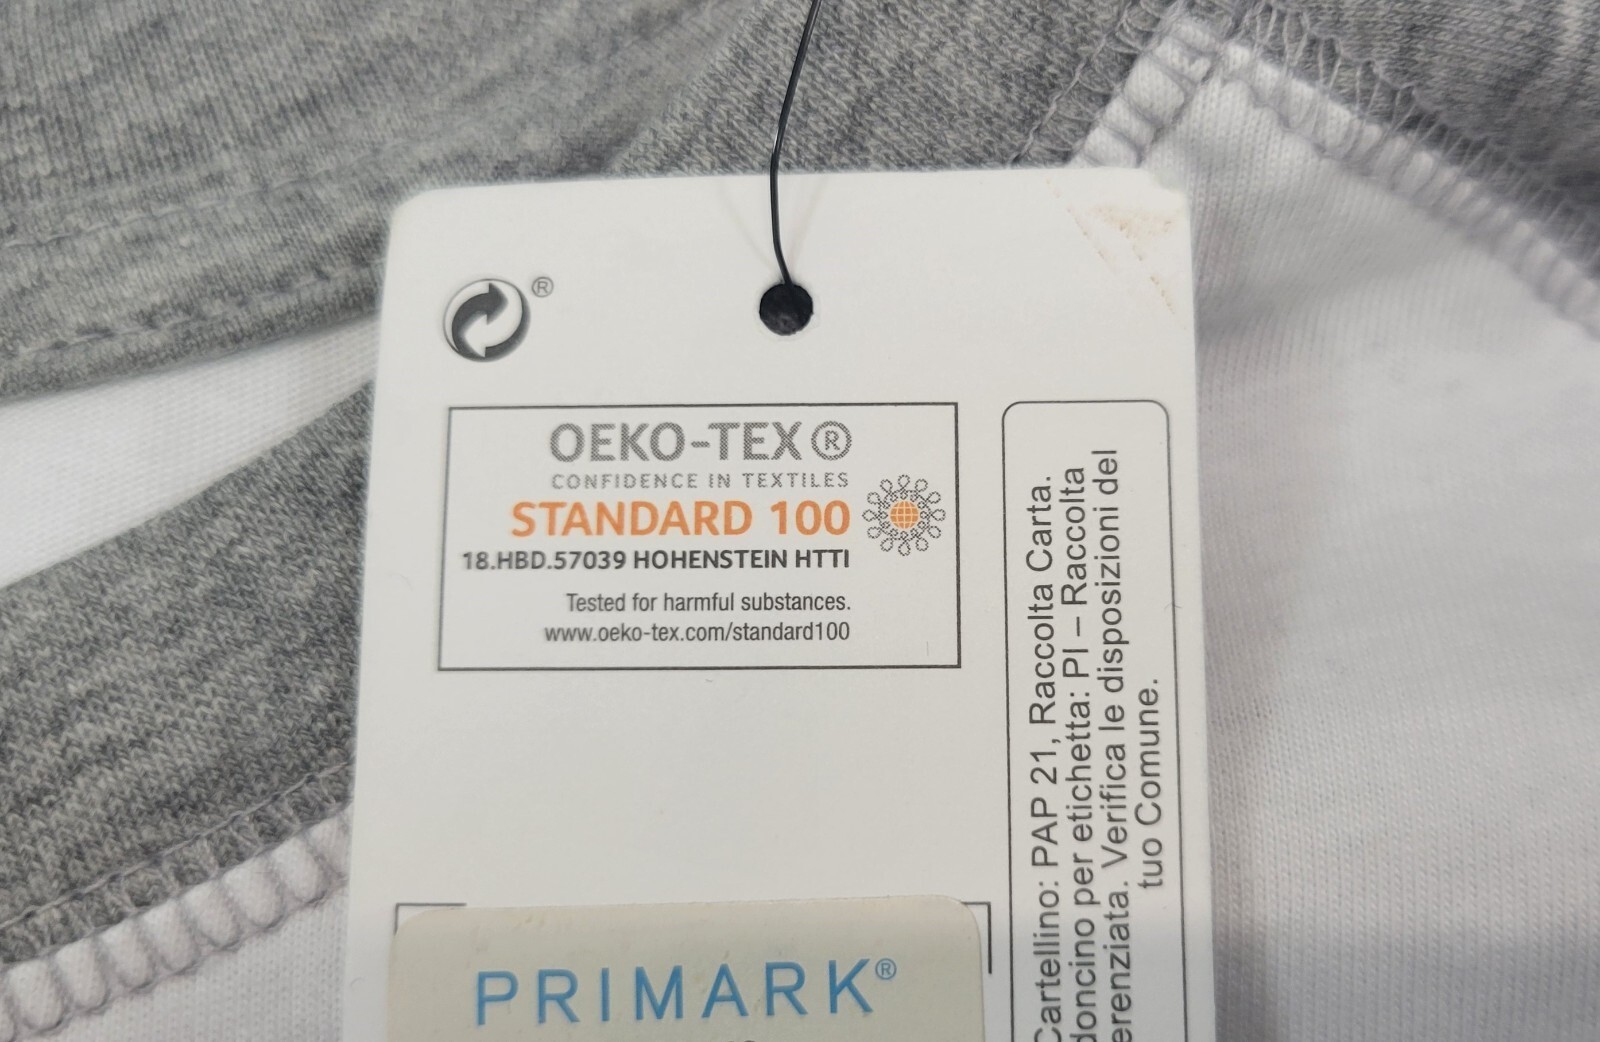 ®
OEKO-TEX®
CONFIDENCE IN TEXTILES
STANDARD 100
18.HBD.57039 HOHENSTEIN HTTI
Tested for harmful substances.
www.oeko-tex.com/standard100
Cartellino: PAP 21, Raccolta Carta.
doncino per etichetta: PI – Raccolta
erenziata. Verifica le disposizioni del
tuo Comune.
PRIMARK®